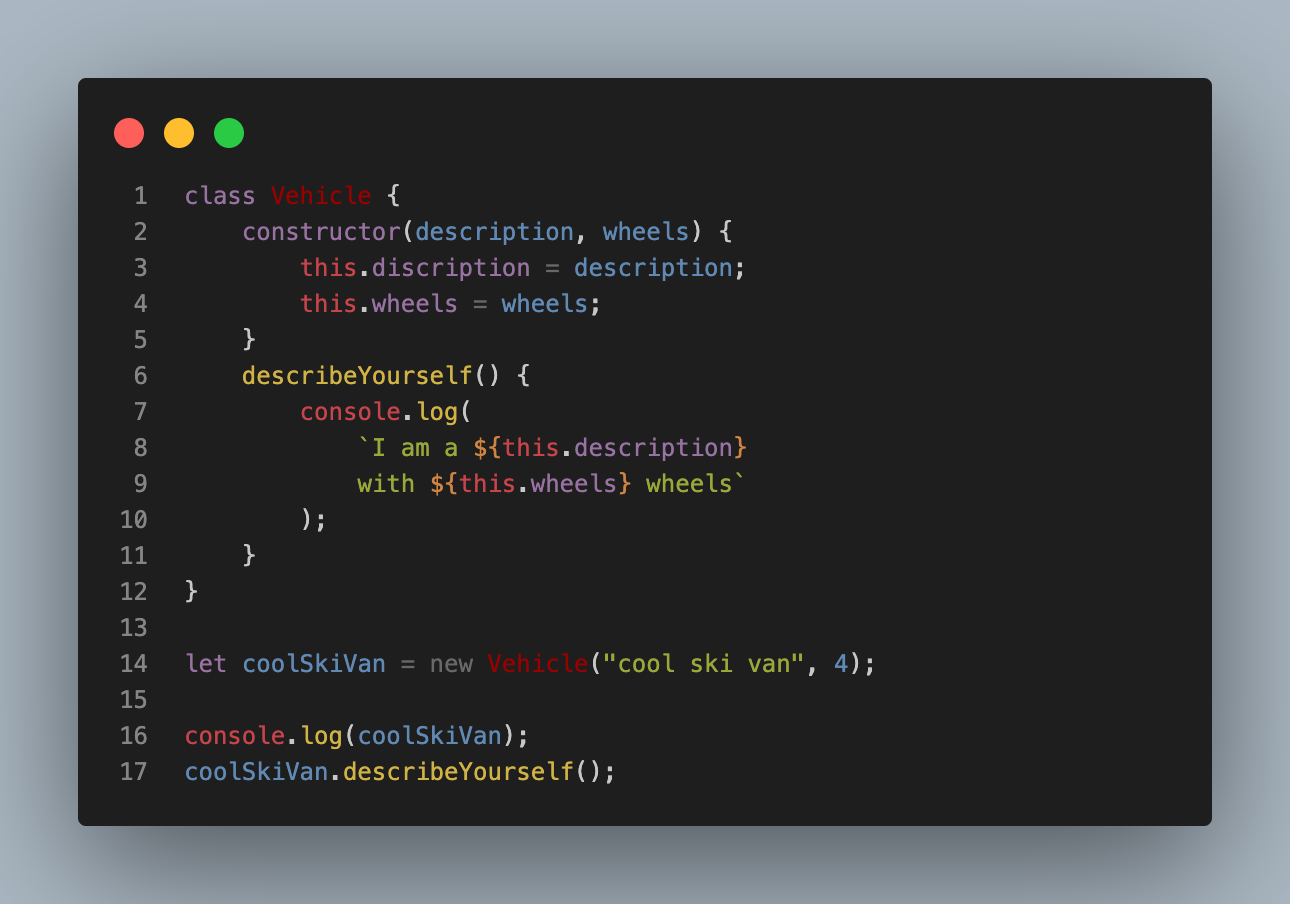 1 class Vehicle {
2     constructor(description, wheels) {
3         this.discription = description;
4         this.wheels = wheels;
5     }
6     describeYourself() {
7         console.log(
8             `I am a ${this.description}
9             with ${this.wheels} wheels`
10         );
11     }
12 }
13
14 let coolSkiVan = new Vehicle("cool ski van", 4);
15
16 console.log(coolSkiVan);
17 coolSkiVan.describeYourself();